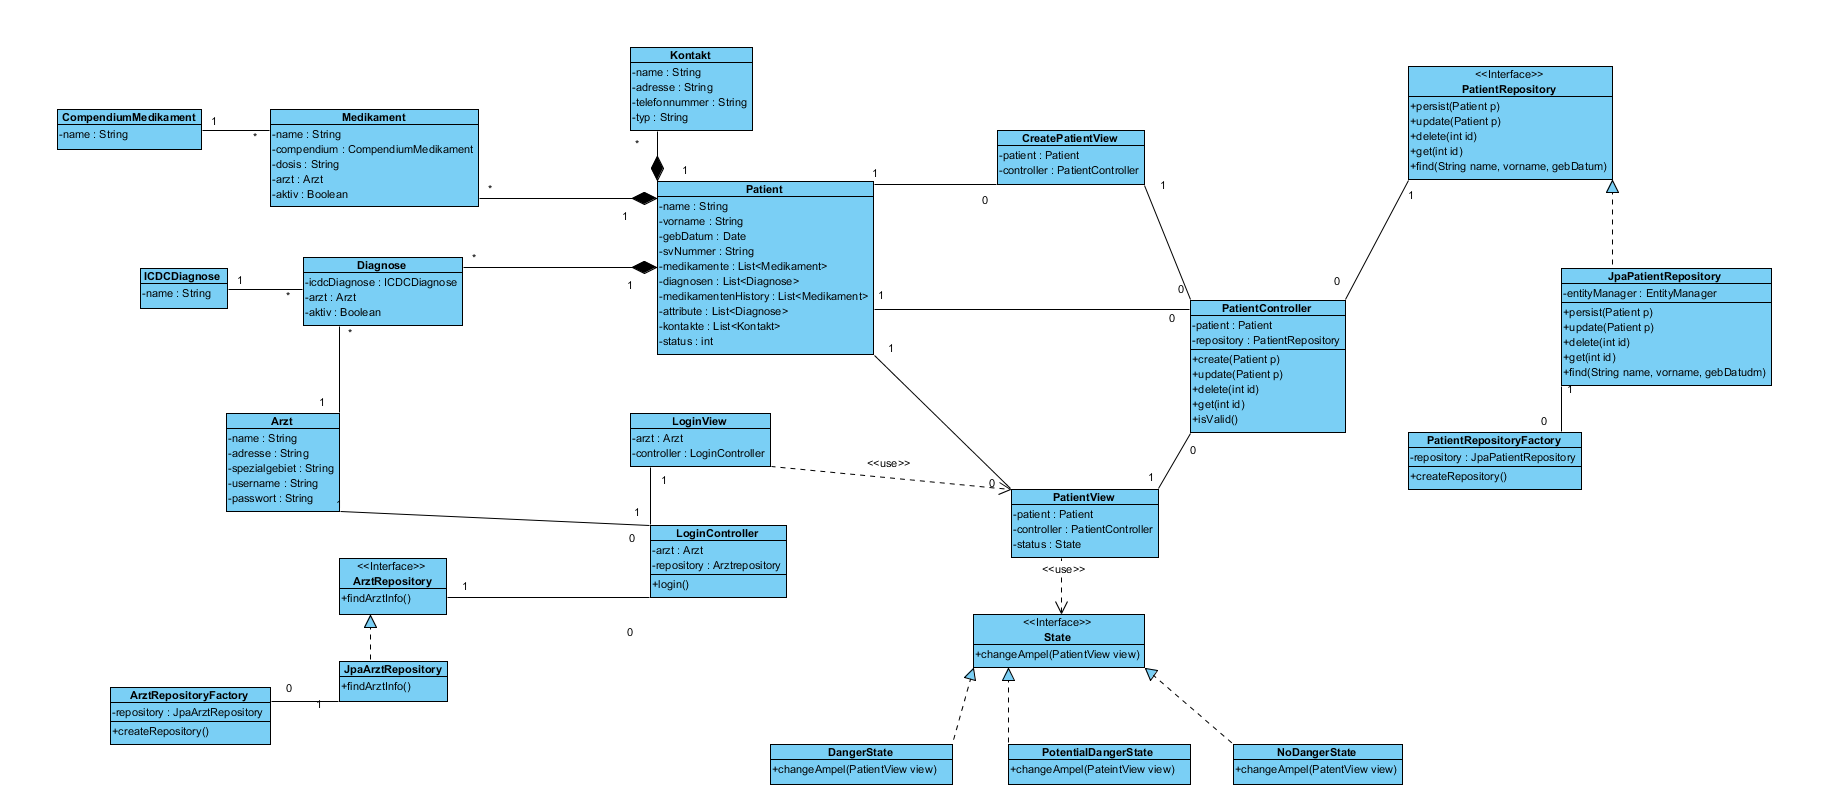 Kontakt
-name : String
-adresse : String
-telefonnummer : String
-typ : String
*
1
CompendiumMedikament
-name : String
1
*
Medikament
-name : String
-compendium : CompendiumMedikament
-dosis : String
-arzt : Arzt
-aktiv : Boolean
*
1
ICDCDiagnose
-name : String
1
*
Diagnose
-icdcDiagnose : ICDCDiagnose
-arzt : Arzt
-aktiv : Boolean
*
1
*
1
Patient
-name : String
-vorname : String
-gebDatum : Date
-svNummer : String
-medikamente : List<Medikament>
-diagnosen : List<Diagnose>
-medikamentenHistory : List<Medikament>
-attribute : List<Diagnose>
-kontakte : List<Kontakt>
-status : int
1
0
1
0
1
0
CreatePatientView
-patient : Patient
-controller : PatientController
1
0
<<Interface>>
PatientRepository
+persist(Patient p)
+update(Patient p)
+delete(int id)
+get(int id)
+find(String name, vorname, gebDatum)
1
0
PatientController
-patient : Patient
-repository : PatientRepository
+create(Patient p)
+update(Patient p)
+delete(int id)
+get(int id)
+isValid()
0
1
JpaPatientRepository
-entityManager : EntityManager
+persist(Patient p)
+update(Patient p)
+delete(int id)
+get(int id)
+find(String name, vorname, gebDatudm)
1
0
PatientRepositoryFactory
-repository : JpaPatientRepository
+createRepository()
Arzt
-name : String
-adresse : String
-spezialgebiet : String
-username : String
-passwort : String
LoginView
-arzt : Arzt
-controller : LoginController
<<use>>
1
1
0
LoginController
-arzt : Arzt
-repository : Arztrepository
+login()
PatientView
-patient : Patient
-controller : PatientController
-status : State
<<use>>
<<Interface>>
ArztRepository
+findArztInfo()
1
0
JpaArztRepository
+findArztInfo()
0
1
ArztRepositoryFactory
-repository : JpaArztRepository
+createRepository()
<<Interface>>
State
+changeAmpel(PatientView view)
DangerState
+changeAmpel(PatientView view)
PotentialDangerState
+changeAmpel(PateintView view)
NoDangerState
+changeAmpel(PatentView view)